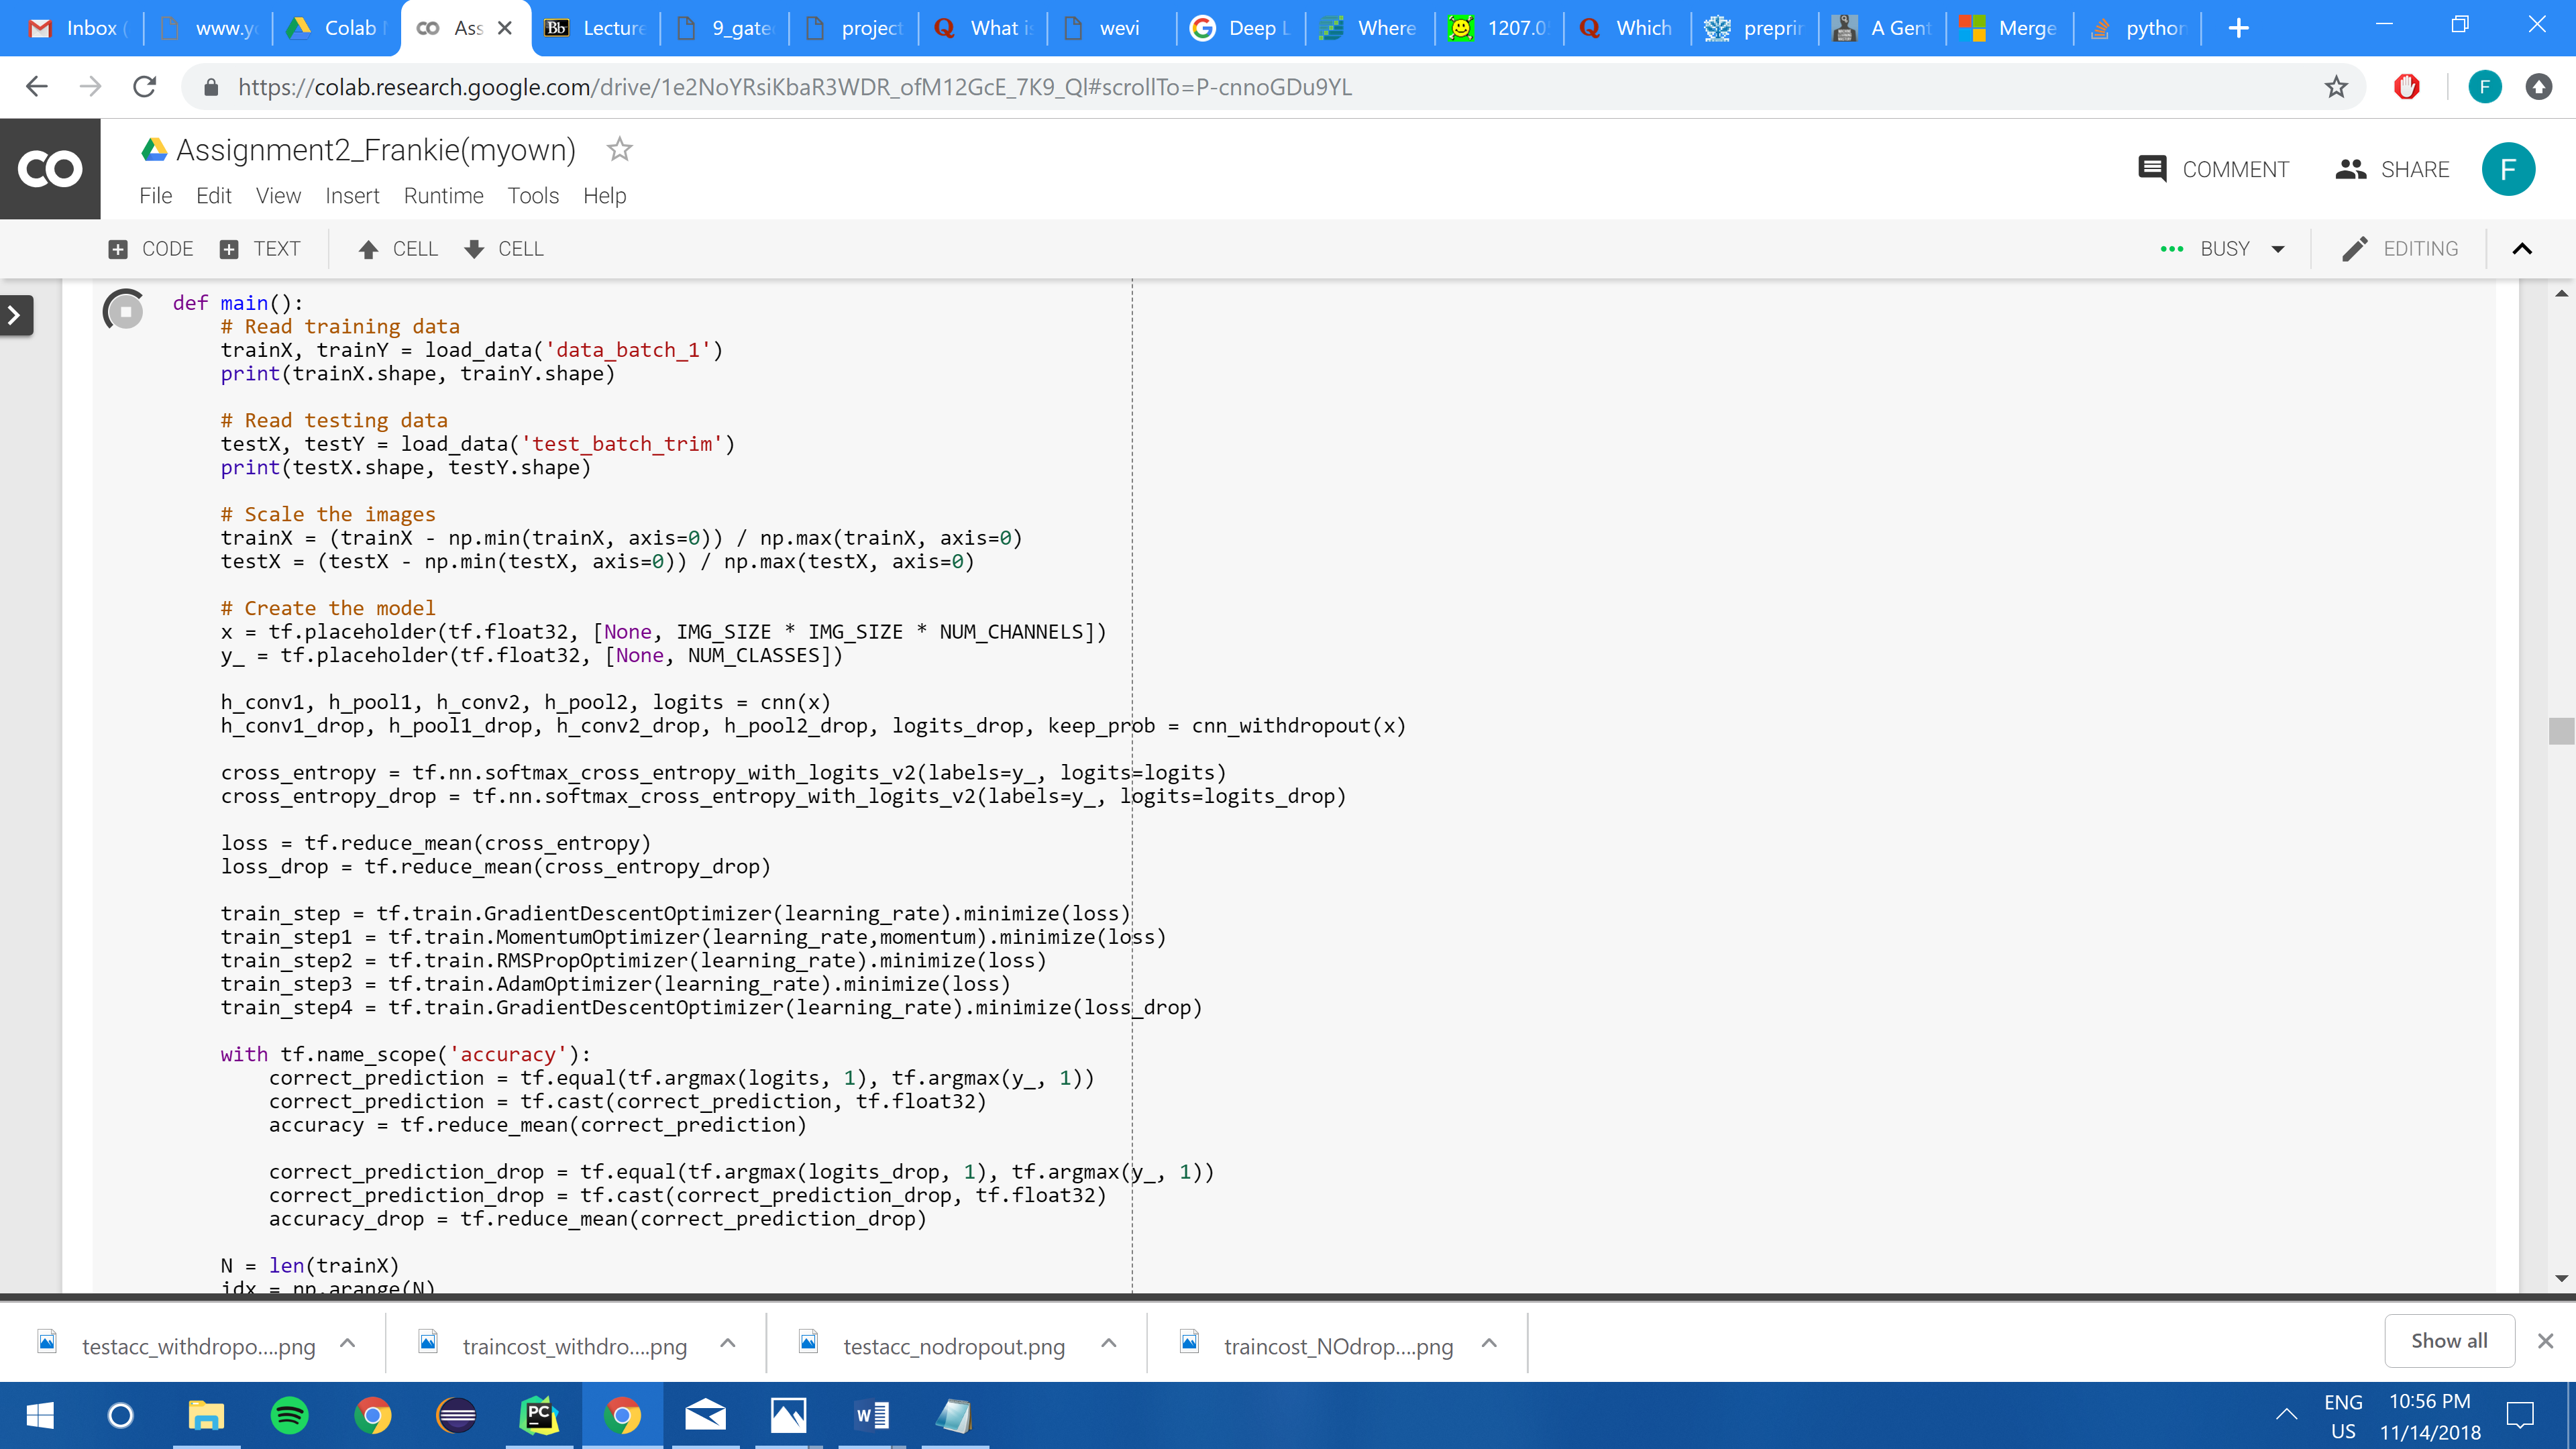 Inbox (
www.y
Colab
Ass
Bb
Lecture
9_gate
project
What is
wevi
Deep L
Where
1207.0
Which
preprin
A Gent
Merge
python
https://colab.research.google.com/drive/1e2NoYRsiKbaR3WDR_ofM12GcE_7K9_Ql#scrollTo=P-cnnoGDu9YL
F
CO
Assignment2_Frankie(myown)
File Edit View Insert Runtime Tools Help
COMMENT
SHARE
F
CODE
TEXT
CELL
CELL
BUSY
EDITING
def main():
# Read training data
trainX, trainY = load_data('data_batch_1')
print(trainX.shape, trainY.shape)
# Read testing data
testX, testY = load_data('test_batch_trim')
print(testX.shape, testY.shape)
# Scale the images
trainX = (trainX - np.min(trainX, axis=0)) / np.max(trainX, axis=0)
testX = (testX - np.min(testX, axis=0)) / np.max(testX, axis=0)
# Create the model
x = tf.placeholder(tf.float32, [None, IMG_SIZE * IMG_SIZE * NUM_CHANNELS])
y_ = tf.placeholder(tf.float32, [None, NUM_CLASSES])
h_conv1, h_pool1, h_conv2, h_pool2, logits = cnn(x)
h_conv1_drop, h_pool1_drop, h_conv2_drop, h_pool2_drop, logits_drop, keep_prob = cnn_withdropout(x)
cross_entropy = tf.nn.softmax_cross_entropy_with_logits_v2(labels=y_, logits=logits)
cross_entropy_drop = tf.nn.softmax_cross_entropy_with_logits_v2(labels=y_, logits=logits_drop)
loss = tf.reduce_mean(cross_entropy)
loss_drop = tf.reduce_mean(cross_entropy_drop)
train_step = tf.train.GradientDescentOptimizer(learning_rate).minimize(loss)
train_step1 = tf.train.MomentumOptimizer(learning_rate,momentum).minimize(loss)
train_step2 = tf.train.RMSPropOptimizer(learning_rate).minimize(loss)
train_step3 = tf.train.AdamOptimizer(learning_rate).minimize(loss)
train_step4 = tf.train.GradientDescentOptimizer(learning_rate).minimize(loss_drop)
with tf.name_scope('accuracy'):
correct_prediction = tf.equal(tf.argmax(logits, 1), tf.argmax(y_, 1))
correct_prediction = tf.cast(correct_prediction, tf.float32)
accuracy = tf.reduce_mean(correct_prediction)
correct_prediction_drop = tf.equal(tf.argmax(logits_drop, 1), tf.argmax(y_, 1))
correct_prediction_drop = tf.cast(correct_prediction_drop, tf.float32)
accuracy_drop = tf.reduce_mean(correct_prediction_drop)
N = len(trainX)
idx = np.arange(N)
testacc_withdropo....png
traincost_withdro....png
testacc_nodropout.png
traincost_NOdrop....png
Show all
PC
W
ENG
US
10:56 PM
11/14/2018